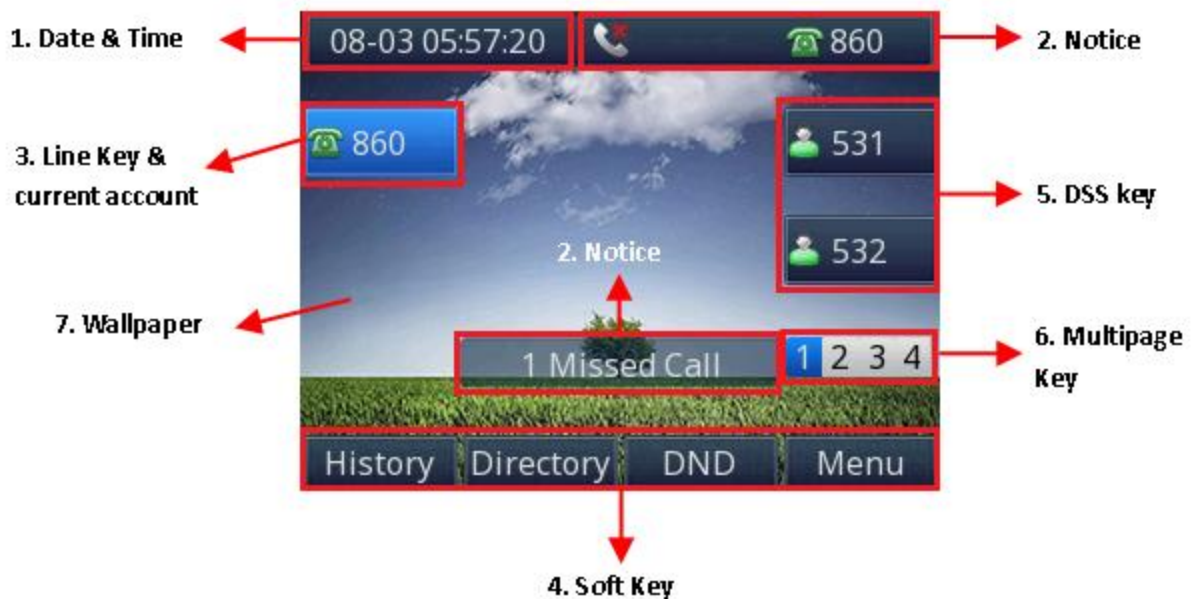 1. Date & Time
08-03 05:57:20
860
2. Notice
3. Line Key &
current account
860
531
532
5. DSS key
2. Notice
7. Wallpaper
1 Missed Call
1 2 3 4
6. Multipage
Key
History Directory DND Menu
4. Soft Key